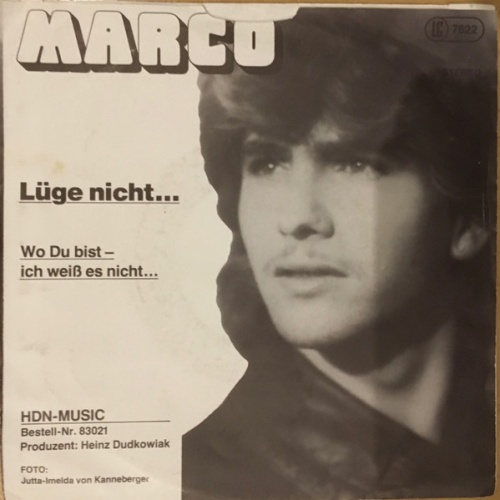 MARCO
LC 7622
Lüge nicht...
Wo Du bist –
ich weiß es nicht...
HDN-MUSIC
Bestell-Nr. 83021
Produzent: Heinz Dudkowiak
FOTO:
Jutta-Imelda von Kanneberger